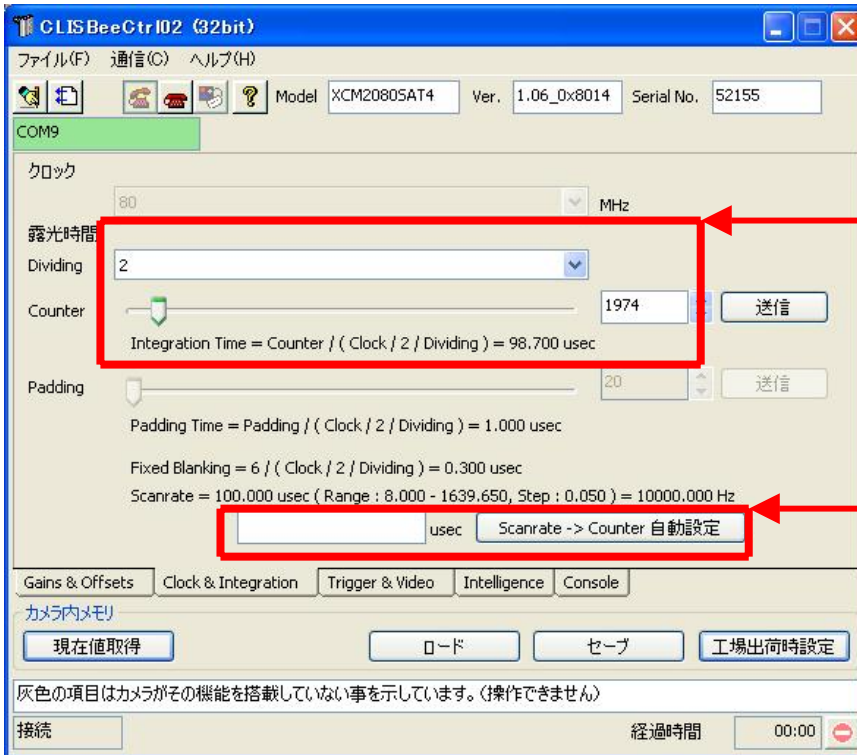 CLISBeeCtrl02 (32bit)
ファイル(F) 通信(C) ヘルプ(H)
Model XCM2080SAT4 Ver. 1.06_0x8014 Serial No. 52155
COM9
クロック
80 MHz
露光時間
Dividing 2
Counter 1974 送信
Integration Time = Counter / ( Clock / 2 / Dividing ) = 98.700 usec
Padding 20 送信
Padding Time = Padding / ( Clock / 2 / Dividing ) = 1.000 usec
Fixed Blanking = 6 / ( Clock / 2 / Dividing ) = 0.300 usec
Scanrate = 100.000 usec ( Range : 8.000 - 1639.650, Step : 0.050 ) = 10000.000 Hz
usec Scanrate -> Counter 自動設定
Gains & Offsets Clock & Integration Trigger & Video Intelligence Console
カメラ内メモリ
現在値取得 ロード セーブ 工場出荷時設定
灰色の項目はカメラがその機能を搭載していない事を示しています。(操作できません)
接続 経過時間 00:00